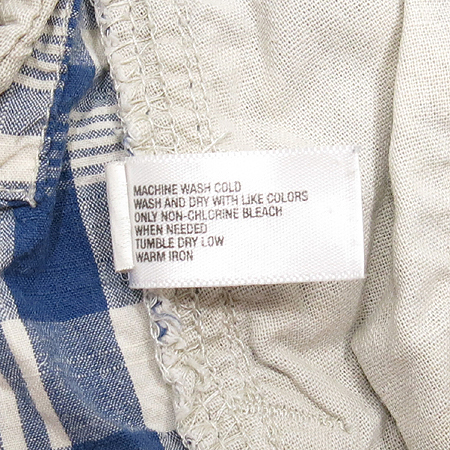 MACHINE WASH COLD
WASH AND DRY WITH LIKE COLORS
ONLY NON-CHLORINE BLEACH
WHEN NEEDED
TUMBLE DRY LOW
WARM IRON